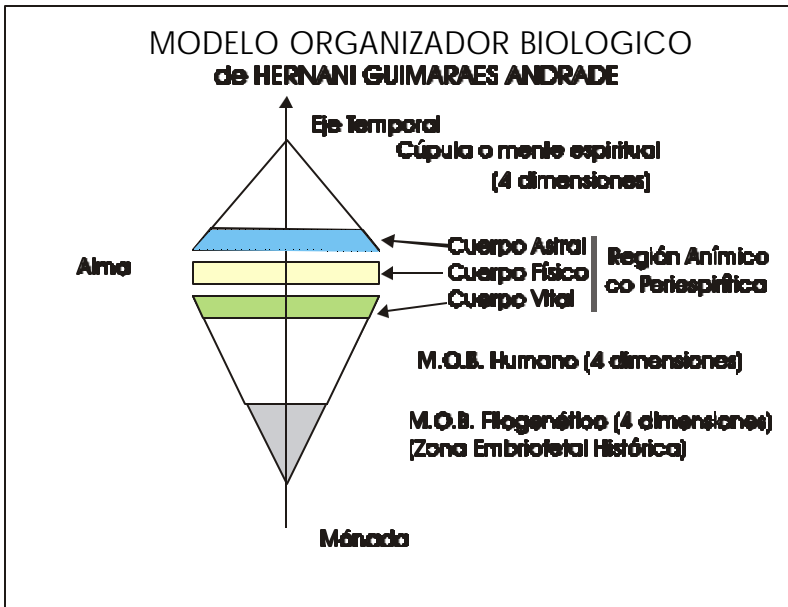 MODELO ORGANIZADOR BIOLOGICO
de HERNANI GUIMARAES ANDRADE
Eje Temporal
Cúpula o mente espiritual
(4 dimensiones)
Alma
Cuerpo Astral
Cuerpo Físico
Cuerpo Vital
Región Anímico
co Periespirítica
M.O.B. Humano (4 dimensiones)
M.O.B. Filogenético (4 dimensiones)
(Zona Embriofetal Histórica)
Mónada